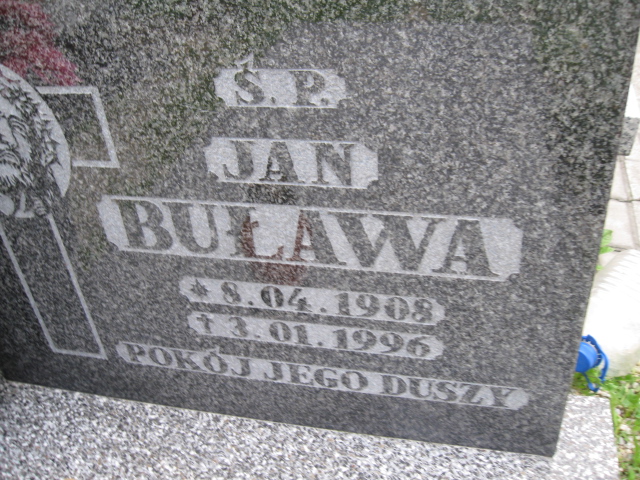 Ś. P.
JAN
BUŁAWA
* 8.04.1908
† 3.01.1996
POKÓJ JEGO DUSZY